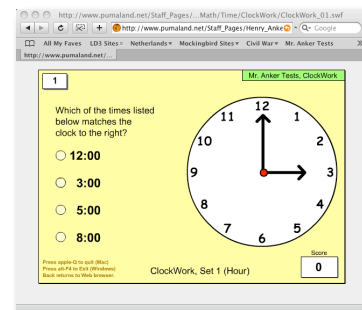 http://www.pumaland.net/Staff_Pages/...Math/Time/ClockWork/ClockWork_01.swf
http://www.pumaland.net/Staff_Pages/Henry_Anke
Google
All My Faves LD3 Sites Netherlands Mockingbird Sites Civil War Mr. Anker Tests
http://www.pumaland.net/...
1
Mr. Anker Tests, ClockWork
Which of the times listed
below matches the
clock to the right?
12:00
3:00
5:00
8:00
12
1
2
3
4
5
6
7
8
9
10
11
Press apple-Q to quit (Mac)
Press alt-F4 to Exit (Windows)
Back returns to Web browser.
ClockWork, Set 1 (Hour)
Score
0